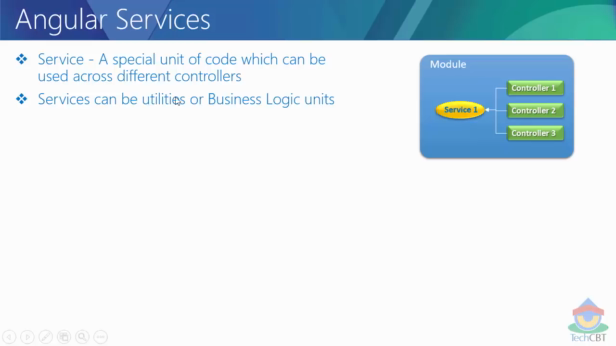 Angular Services
❖ Service - A special unit of code which can be
used across different controllers
❖ Services can be utilities or Business Logic units
Module
Service 1
Controller 1
Controller 2
Controller 3
TechCBT